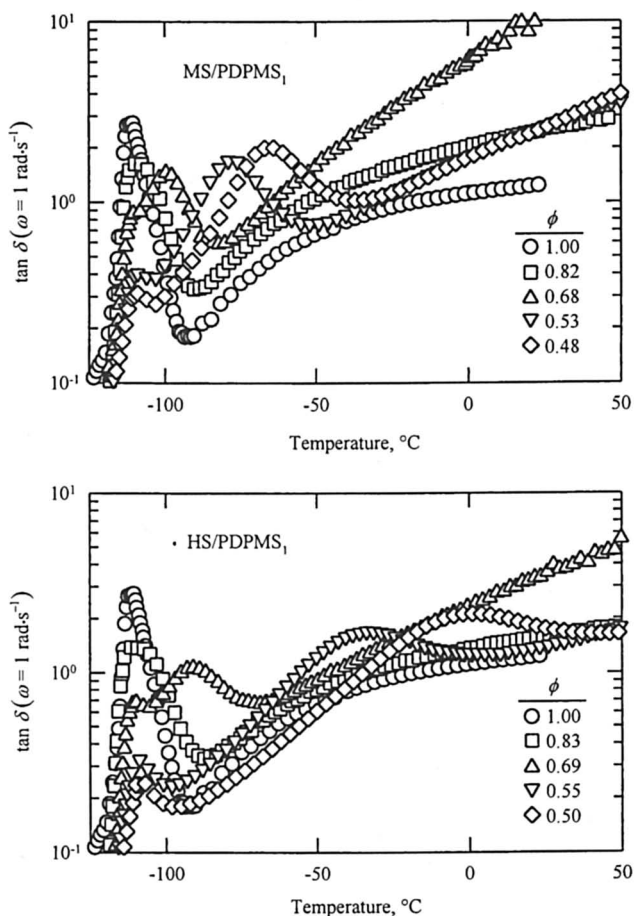 10¹
MS/PDPMS₁
tan δ (ω = 1 rad·s⁻¹)
10⁰
ϕ
○ 1.00
□ 0.82
△ 0.68
▽ 0.53
◇ 0.48
10⁻¹
-100 -50 0 50
Temperature, °C
10¹
HS/PDPMS₁
tan δ (ω = 1 rad·s⁻¹)
10⁰
ϕ
○ 1.00
□ 0.83
△ 0.69
▽ 0.55
◇ 0.50
10⁻¹
-100 -50 0 50
Temperature, °C